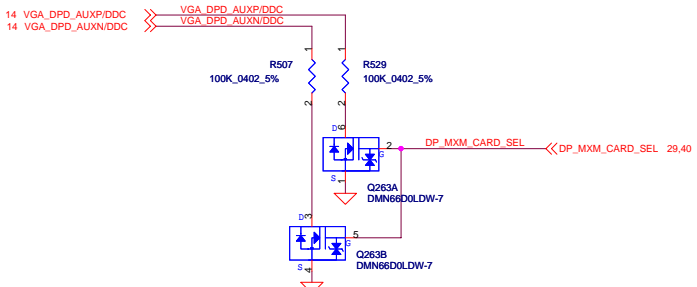 14 VGA_DPD_AUXP/DDC VGA_DPD_AUXP/DDC
14 VGA_DPD_AUXN/DDC VGA_DPD_AUXN/DDC
1 1
R507 R529
100K_0402_5% 100K_0402_5%
2 2
D 6
DP_MXM_CARD_SEL DP_MXM_CARD_SEL 29,40
2
G
S 1
Q263A
DMN66D0LDW-7
D 3
5
G
Q263B
S 4
DMN66D0LDW-7